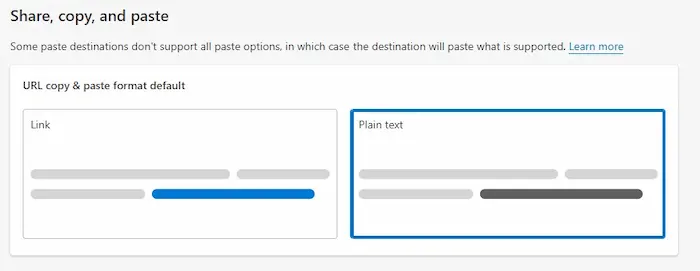 Share, copy, and paste
Some paste destinations don't support all paste options, in which case the destination will paste what is supported. Learn more
URL copy & paste format default
Link
Plain text